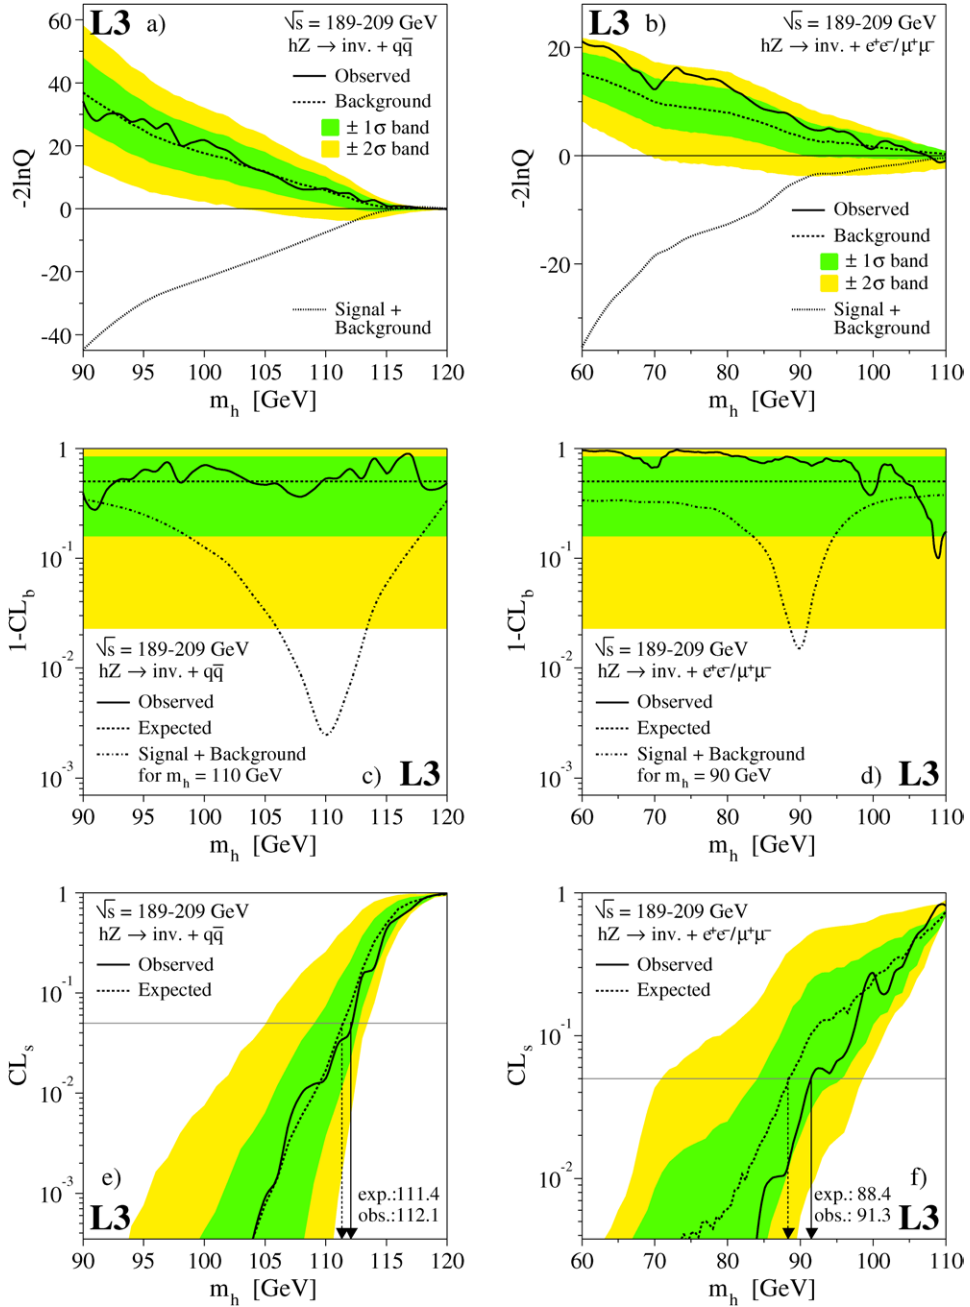 L3 a)
√s = 189-209 GeV
hZ → inv. + qq̅
Observed
Background
± 1σ band
± 2σ band
Signal +
Background
-2lnQ
60
40
20
0
-20
-40
90 95 100 105 110 115 120
m_h [GeV]
L3 b)
√s = 189-209 GeV
hZ → inv. + e⁺e⁻/μ⁺μ⁻
Observed
Background
± 1σ band
± 2σ band
Signal +
Background
-2lnQ
20
0
-20
60 70 80 90 100 110
m_h [GeV]
1-CL_b
1
10⁻¹
10⁻²
10⁻³
√s = 189-209 GeV
hZ → inv. + qq̅
Observed
Expected
Signal + Background
for m_h = 110 GeV
c) L3
90 95 100 105 110 115 120
m_h [GeV]
1-CL_b
1
10⁻¹
10⁻²
10⁻³
√s = 189-209 GeV
hZ → inv. + e⁺e⁻/μ⁺μ⁻
Observed
Expected
Signal + Background
for m_h = 90 GeV
d) L3
60 70 80 90 100 110
m_h [GeV]
CL_s
1
10⁻¹
10⁻²
10⁻³
√s = 189-209 GeV
hZ → inv. + qq̅
Observed
Expected
e)
L3
exp.:111.4
obs.:112.1
90 95 100 105 110 115 120
m_h [GeV]
CL_s
1
10⁻¹
10⁻²
√s = 189-209 GeV
hZ → inv. + e⁺e⁻/μ⁺μ⁻
Observed
Expected
f)
exp.: 88.4
obs.: 91.3
L3
60 70 80 90 100 110
m_h [GeV]